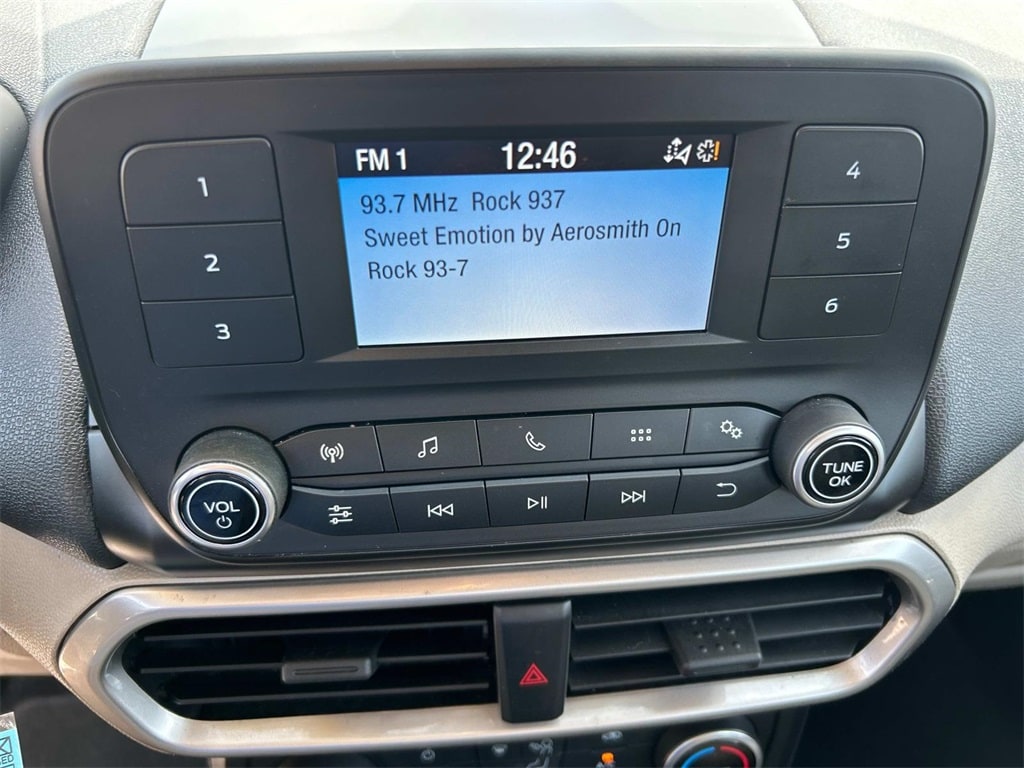 FM 1 12:46
93.7 MHz Rock 937
Sweet Emotion by Aerosmith On
Rock 93-7
1
2
3
4
5
6
VOL
TUNE
OK